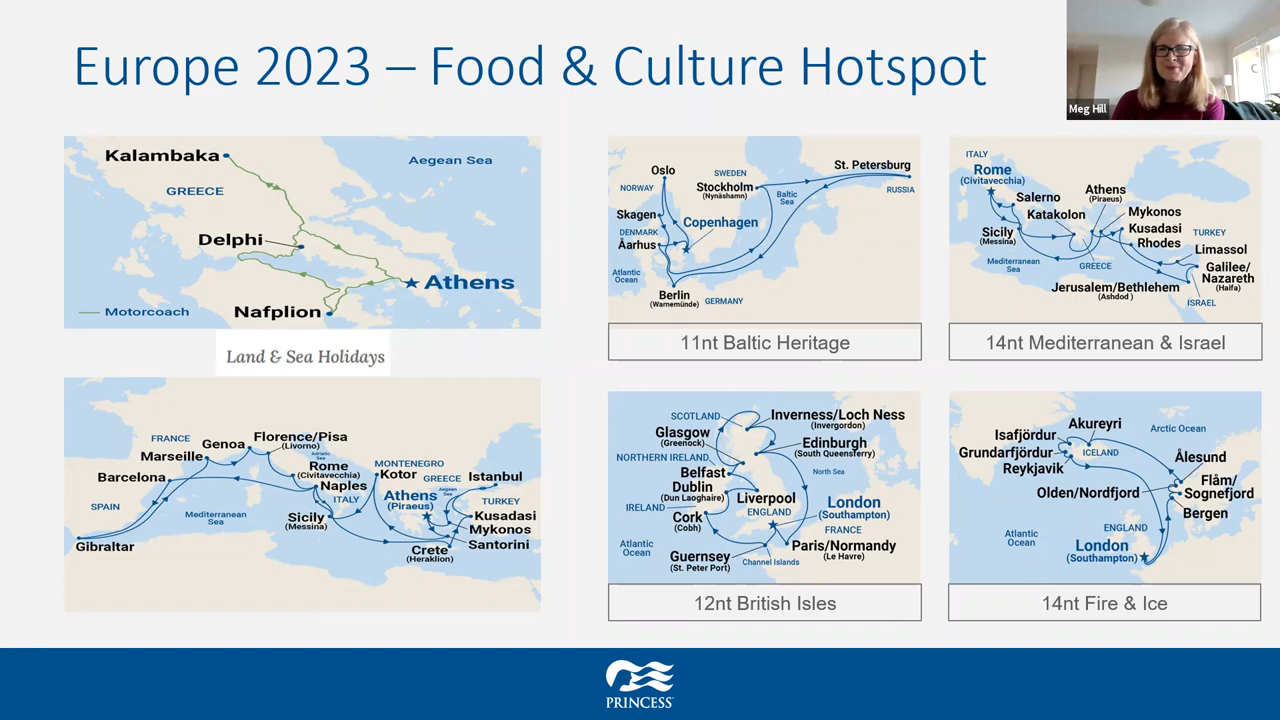 Europe 2023 – Food & Culture Hotspot
Meg Hill
Kalambaka
Aegean Sea
GREECE
Delphi
Athens
Nafplion
Motorcoach
Land & Sea Holidays
FRANCE
Genoa
Florence/Pisa
(Livorno)
Marseille
Adriatic
Sea
Rome
(Civitavecchia)
MONTENEGRO
Kotor
GREECE
Istanbul
Barcelona
Naples
ITALY
Athens
(Piraeus)
Aegean
Sea
TURKEY
SPAIN
Mediterranean
Sea
Sicily
(Messina)
Kusadasi
Mykonos
Santorini
Gibraltar
Crete
(Heraklion)
Oslo
SWEDEN
St. Petersburg
NORWAY
Stockholm
(Nynäshamn)
Baltic
Sea
RUSSIA
Skagen
Copenhagen
DENMARK
Aarhus
Atlantic
Ocean
Berlin
(Warnemünde)
GERMANY
11nt Baltic Heritage
ITALY
Rome
(Civitavecchia)
Athens
(Piraeus)
Salerno
Katakolon
Mykonos
Kusadasi
Rhodes
TURKEY
Sicily
(Messina)
Limassol
Mediterranean
Sea
GREECE
Galilee/
Nazareth
(Haifa)
Jerusalem/Bethlehem
(Ashdod )
ISRAEL
14nt Mediterranean & Israel
SCOTLAND
Inverness/Loch Ness
(Invergordon)
Glasgow
(Greenock)
Edinburgh
(South Queensferry)
NORTHERN IRELAND
North Sea
Belfast
Dublin
(Dun Laoghaire)
Liverpool
ENGLAND
London
(Southampton)
IRELAND
Cork
(Cobh)
FRANCE
Atlantic
Ocean
Paris/Normandy
(Le Havre)
Guernsey
(St. Peter Port)
Channel Islands
12nt British Isles
Akureyri
Arctic Ocean
Isafjördur
Grundarfjördur
ICELAND
Reykjavik
Ålesund
Flåm/
Sognefjord
Olden/Nordfjord
Bergen
ENGLAND
Atlantic
Ocean
London
(Southampton)
14nt Fire & Ice
PRINCESS